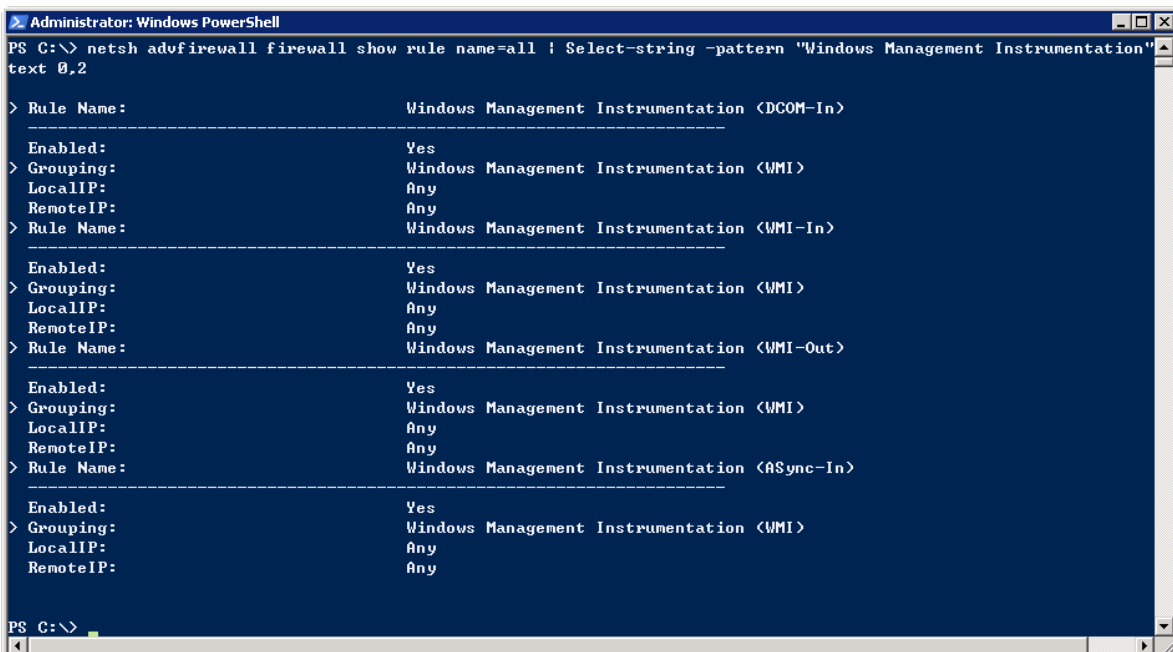 Administrator: Windows PowerShell
PS C:\> netsh advfirewall firewall show rule name=all | Select-string -pattern "Windows Management Instrumentation"
text 0,2
> Rule Name: Windows Management Instrumentation (DCOM-In)
----------------------------------------------------------------------
Enabled: Yes
> Grouping: Windows Management Instrumentation (WMI)
LocalIP: Any
RemoteIP: Any
> Rule Name: Windows Management Instrumentation (WMI-In)
----------------------------------------------------------------------
Enabled: Yes
> Grouping: Windows Management Instrumentation (WMI)
LocalIP: Any
RemoteIP: Any
> Rule Name: Windows Management Instrumentation (WMI-Out)
----------------------------------------------------------------------
Enabled: Yes
> Grouping: Windows Management Instrumentation (WMI)
LocalIP: Any
RemoteIP: Any
> Rule Name: Windows Management Instrumentation (ASync-In)
----------------------------------------------------------------------
Enabled: Yes
> Grouping: Windows Management Instrumentation (WMI)
LocalIP: Any
RemoteIP: Any
PS C:\>